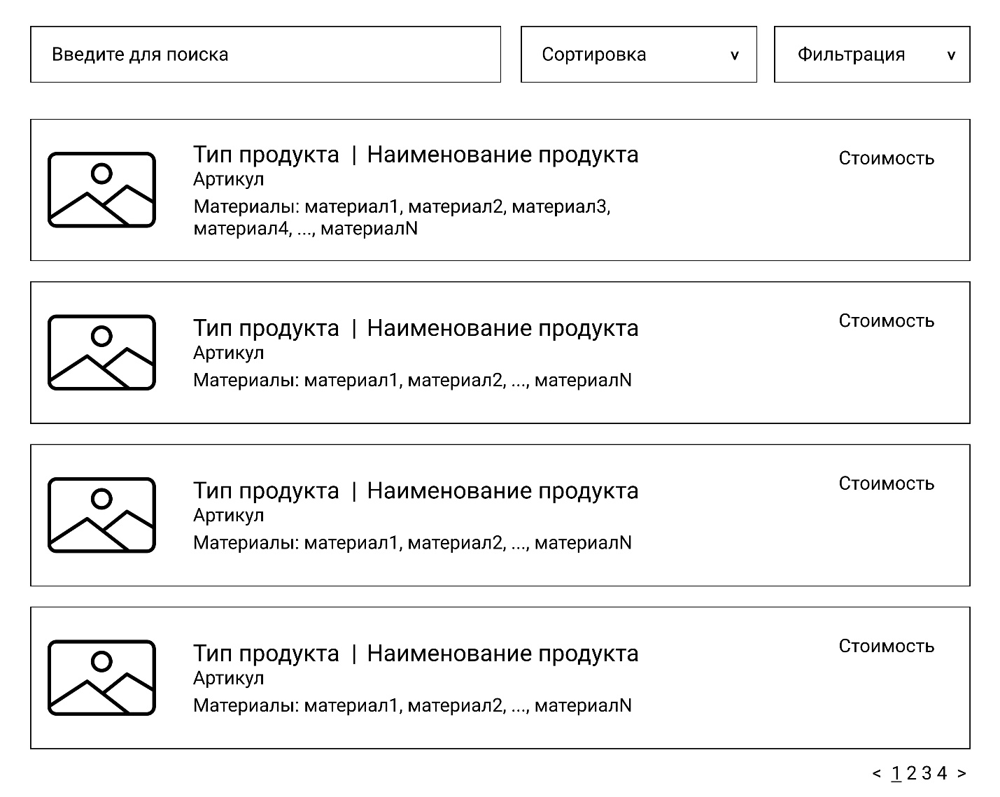 Введите для поиска
Сортировка v
Фильтрация v
Тип продукта | Наименование продукта
Стоимость
Артикул
Материалы: материал1, материал2, материал3,
материал4, ..., материалN
Тип продукта | Наименование продукта
Стоимость
Артикул
Материалы: материал1, материал2, ..., материалN
Тип продукта | Наименование продукта
Стоимость
Артикул
Материалы: материал1, материал2, ..., материалN
Тип продукта | Наименование продукта
Стоимость
Артикул
Материалы: материал1, материал2, ..., материалN
< 1 2 3 4 >